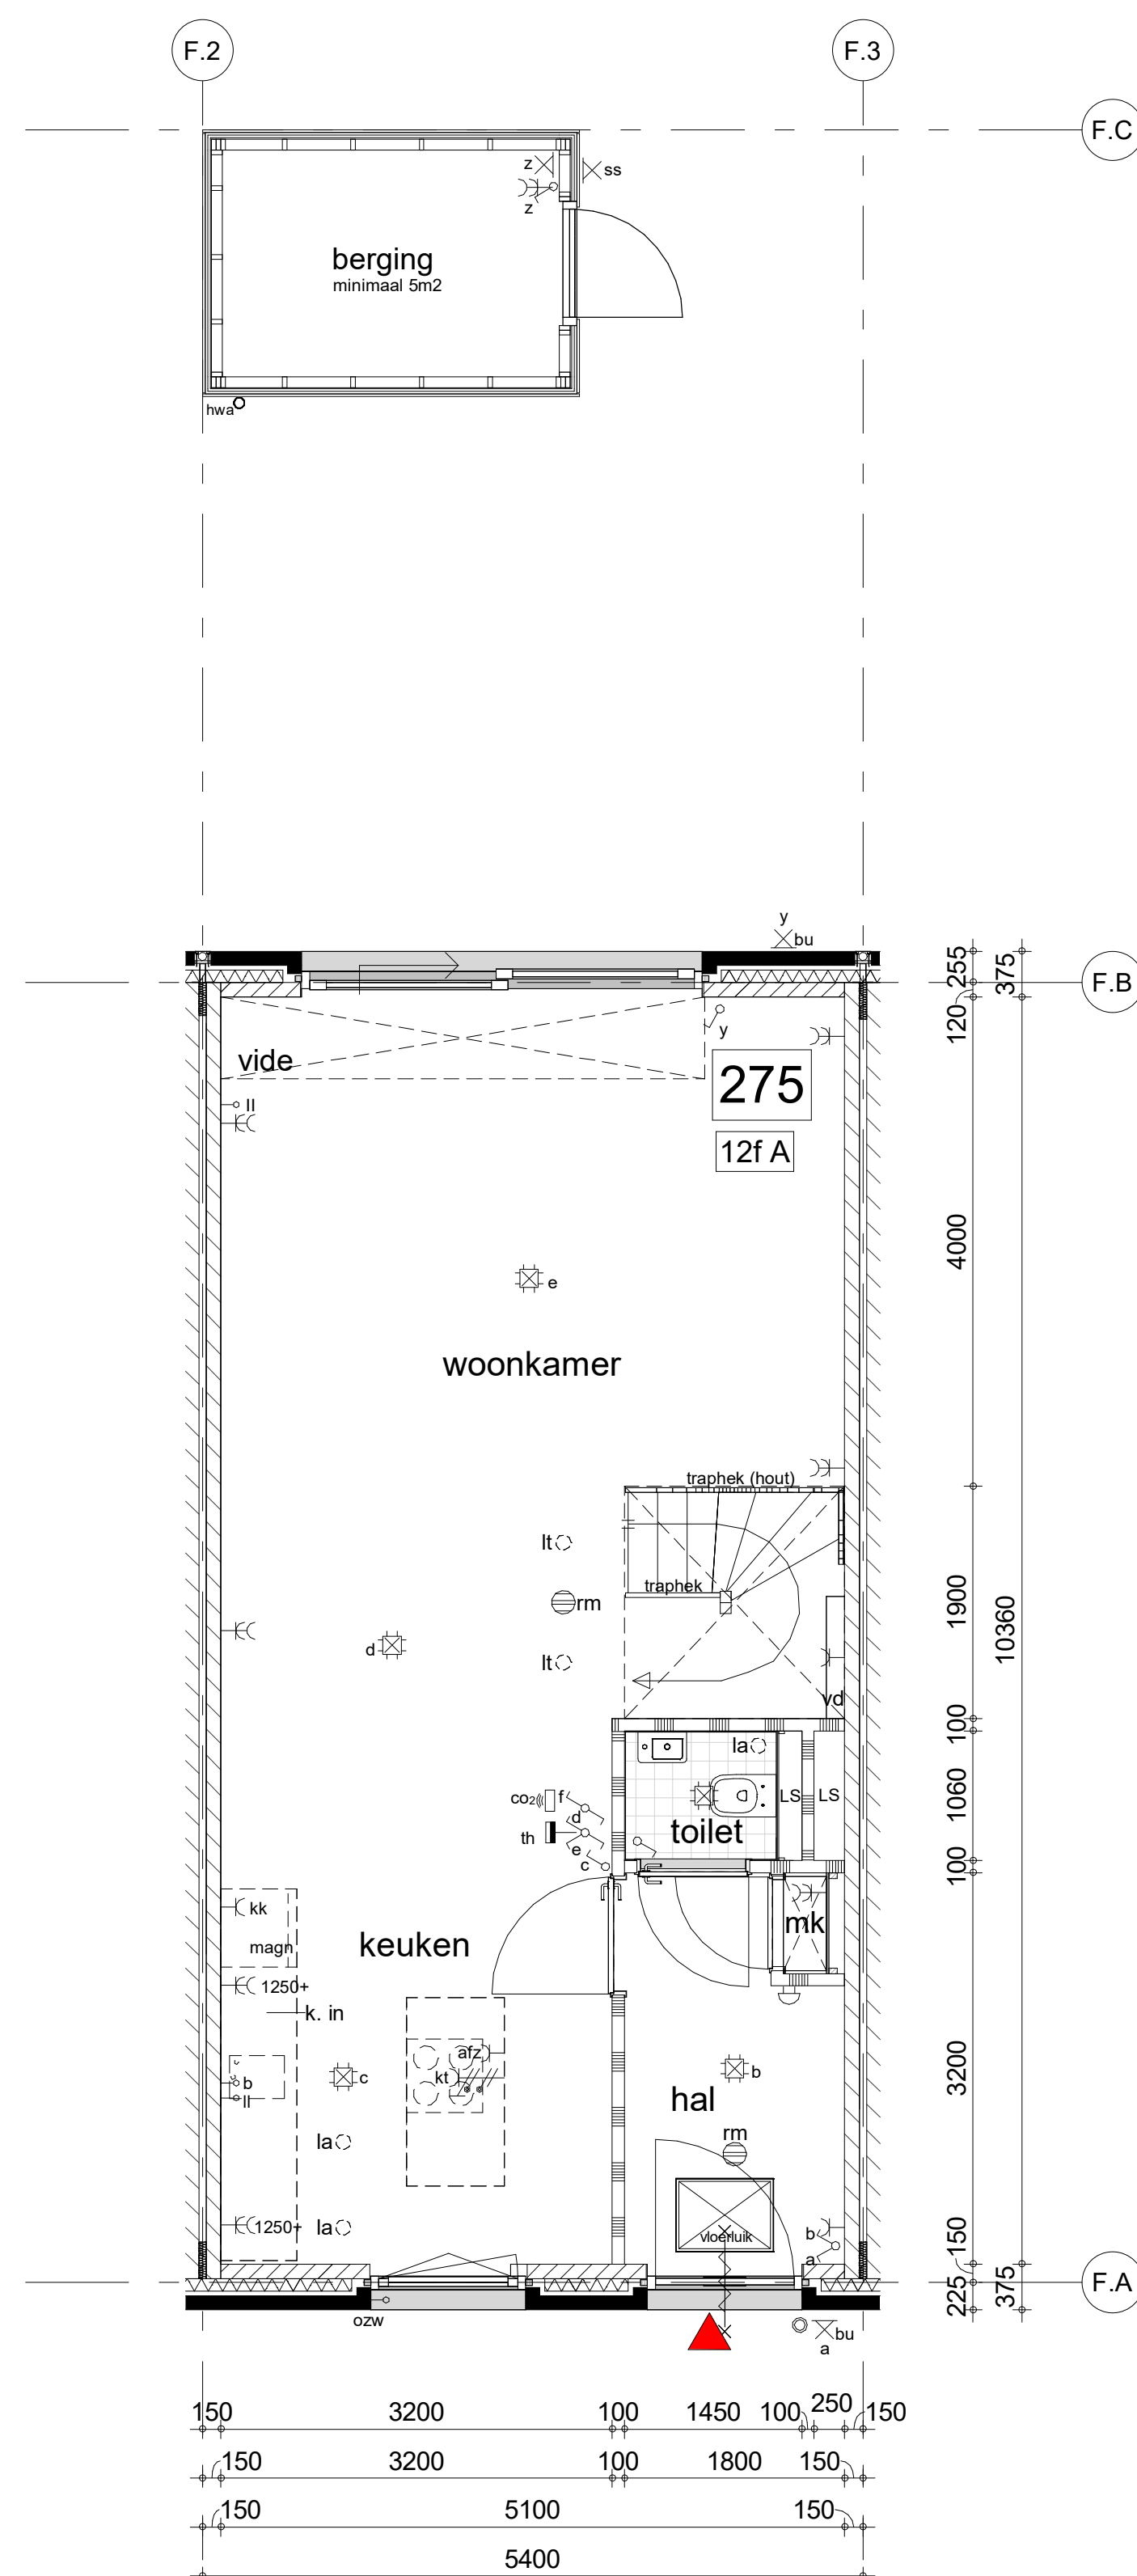 F.2
F.3
F.C
z
ss
z
berging
minimaal 5m2
hwa
y
bu
255
375
F.B
120
y
vide
275
ll
12f A
4000
e
woonkamer
traphek (hout)
lt
traphek
rm
1900
10360
d
lt
vd
100
la
co2
f
LS
LS
1060
d
th
toilet
e
c
100
kk
mk
magn
keuken
1250+
k. in
afz
kt
b
c
b
ll
hal
3200
rm
la
vloerluik
1250+
la
b
a
150
225
375
F.A
ozw
bu
a
150
3200
100
1450
100
250
150
150
3200
100
1800
150
150
5100
150
5400